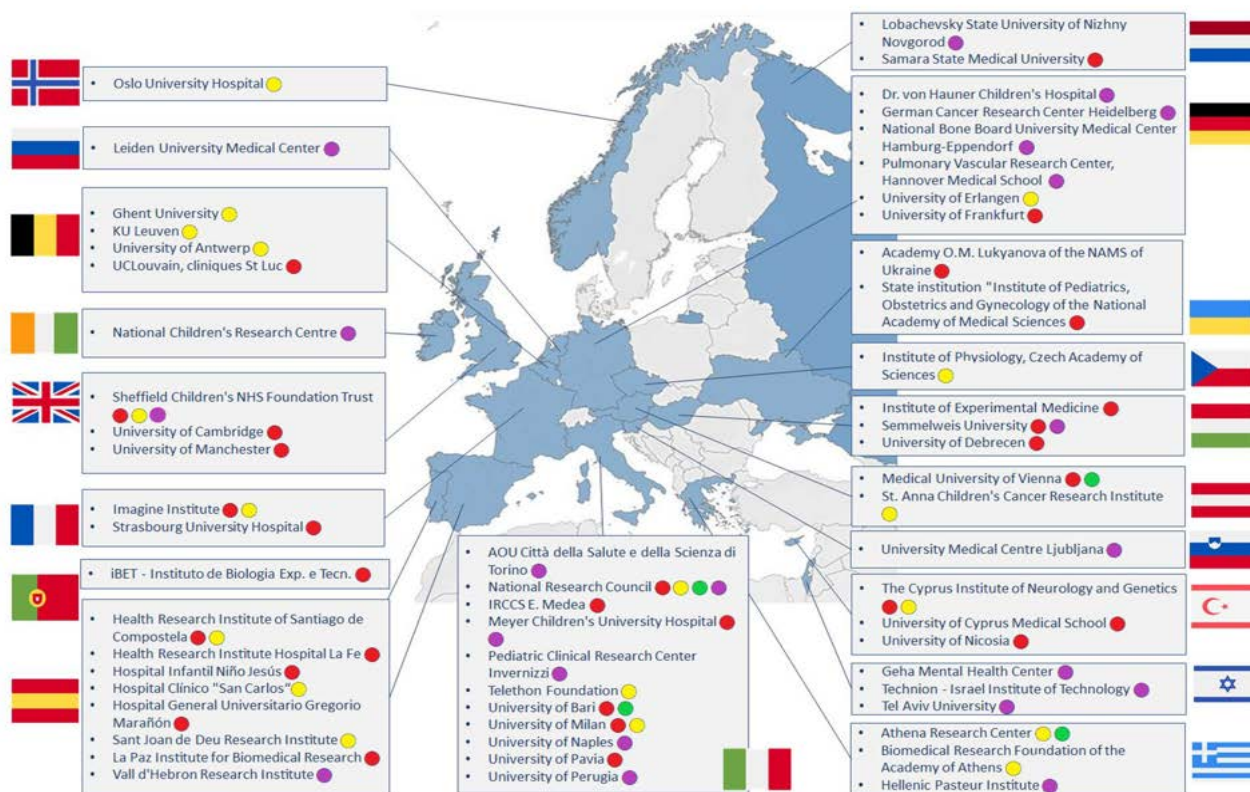 Oslo University Hospital
Leiden University Medical Center
Ghent University
KU Leuven
University of Antwerp
UCLouvain, cliniques St Luc
National Children's Research Centre
Sheffield Children's NHS Foundation Trust
University of Cambridge
University of Manchester
Imagine Institute
Strasbourg University Hospital
iBET - Instituto de Biologia Exp. e Tecn.
Health Research Institute of Santiago de
Compostela
Health Research Institute Hospital La Fe
Hospital Infantil Niño Jesús
Hospital Clínico "San Carlos"
Hospital General Universitario Gregorio
Marañón
Sant Joan de Deu Research Institute
La Paz Institute for Biomedical Research
Vall d'Hebron Research Institute
AOU Città della Salute e della Scienza di
Torino
National Research Council
IRCCS E. Medea
Meyer Children's University Hospital
Pediatric Clinical Research Center
Invernizzi
Telethon Foundation
University of Bari
University of Milan
University of Naples
University of Pavia
University of Perugia
Lobachevsky State University of Nizhny
Novgorod
Samara State Medical University
Dr. von Hauner Children's Hospital
German Cancer Research Center Heidelberg
National Bone Board University Medical Center
Hamburg-Eppendorf
Pulmonary Vascular Research Center,
Hannover Medical School
University of Erlangen
University of Frankfurt
Academy O.M. Lukyanova of the NAMS of
Ukraine
State institution "Institute of Pediatrics,
Obstetrics and Gynecology of the National
Academy of Medical Sciences
Institute of Physiology, Czech Academy of
Sciences
Institute of Experimental Medicine
Semmelweis University
University of Debrecen
Medical University of Vienna
St. Anna Children's Cancer Research Institute
University Medical Centre Ljubljana
The Cyprus Institute of Neurology and Genetics
University of Cyprus Medical School
University of Nicosia
Geha Mental Health Center
Technion - Israel Institute of Technology
Tel Aviv University
Athena Research Center
Biomedical Research Foundation of the
Academy of Athens
Hellenic Pasteur Institute